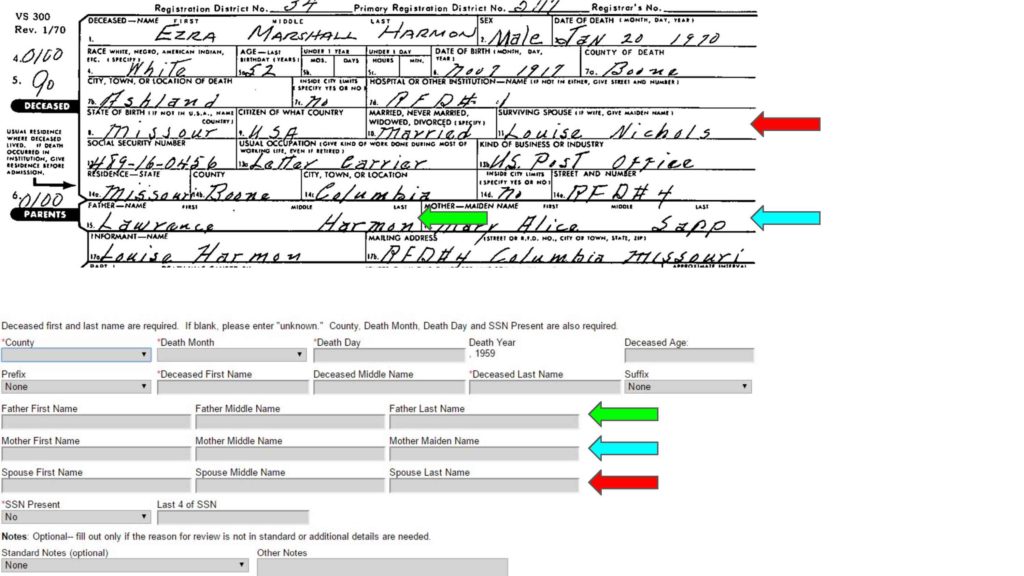 Registration District No. 34 Primary Registration District No. Registrar's No.
VS 300
Rev. 1/70
DECEASED—NAME FIRST MIDDLE LAST SEX DATE OF DEATH (MONTH, DAY, YEAR)
1. EZRA MARSHALL HARMON 2. Male 3. JAN 20 1970
RACE WHITE, NEGRO, AMERICAN INDIAN, ETC. (SPECIFY) AGE—LAST BIRTHDAY (YEARS) UNDER 1 YEAR UNDER 1 DAY DATE OF BIRTH (MONTH, DAY, YEAR) COUNTY OF DEATH
MOS. DAYS HOURS MIN.
4. White 5a. 52 5b. 5c. 6. Nov 7 1917 7a. Boone
4. 0100
5. 90
DECEASED
CITY, TOWN, OR LOCATION OF DEATH INSIDE CITY LIMITS (SPECIFY YES OR NO) HOSPITAL OR OTHER INSTITUTION—NAME (IF NOT IN EITHER, GIVE STREET AND NUMBER)
7b. Ashland 7c. No 7d. RFD# 1
STATE OF BIRTH (IF NOT IN U.S.A., NAME COUNTRY) CITIZEN OF WHAT COUNTRY MARRIED, NEVER MARRIED, WIDOWED, DIVORCED (SPECIFY) SURVIVING SPOUSE (IF WIFE, GIVE MAIDEN NAME)
8. Missour 9. USA 10. Married 11. Louise Nichols
USUAL RESIDENCE WHERE DECEASED LIVED. IF DEATH OCCURRED IN INSTITUTION, GIVE RESIDENCE BEFORE ADMISSION.
SOCIAL SECURITY NUMBER USUAL OCCUPATION (GIVE KIND OF WORK DONE DURING MOST OF WORKING LIFE, EVEN IF RETIRED) KIND OF BUSINESS OR INDUSTRY
489-16-0456 13a. Letter Carrier U.S. Post Office
RESIDENCE—STATE COUNTY CITY, TOWN, OR LOCATION INSIDE CITY LIMITS (SPECIFY YES OR NO) STREET AND NUMBER
14a. Missouri 14b. Boone 14c. Columbia 14d. No 14e. RFD# 4
6. 0100
PARENTS
FATHER—NAME FIRST MIDDLE LAST MOTHER—MAIDEN NAME FIRST MIDDLE LAST
15. Lawrance Harmon Mary Alice Sapp
INFORMANT—NAME MAILING ADDRESS (STREET OR R.F.D. NO., CITY OR TOWN, STATE, ZIP)
17a. Louise Harmon 17b. RFD#4 Columbia Missouri
Deceased first and last name are required. If blank, please enter "unknown." County, Death Month, Death Day and SSN Present are also required.
*County *Death Month *Death Day Death Year Deceased Age:
. 1959
Prefix *Deceased First Name Deceased Middle Name *Deceased Last Name Suffix
None None
Father First Name Father Middle Name Father Last Name
Mother First Name Mother Middle Name Mother Maiden Name
Spouse First Name Spouse Middle Name Spouse Last Name
*SSN Present Last 4 of SSN
No
Notes: Optional-- fill out only if the reason for review is not in standard or additional details are needed.
Standard Notes (optional) Other Notes
None